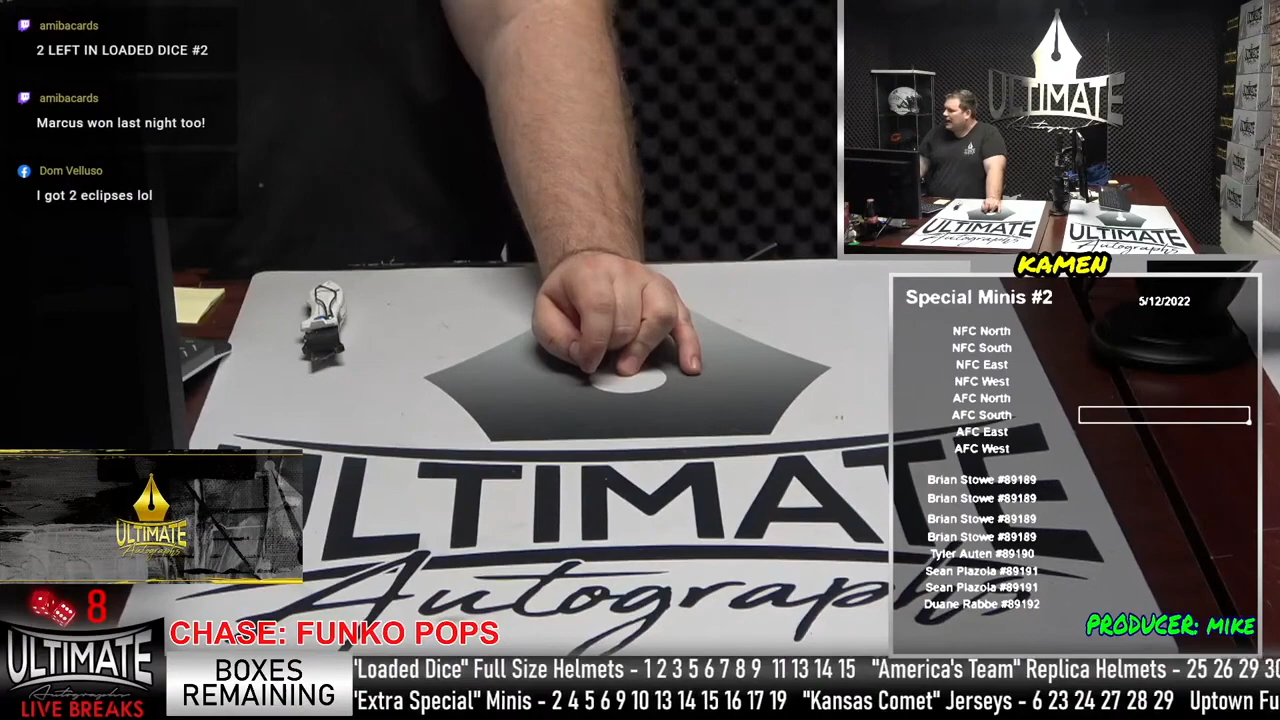 amibacards
2 LEFT IN LOADED DICE #2
amibacards
Marcus won last night too!
Dom Velluso
I got 2 eclipses lol
ULTIMATE
Autographs
ULTIMATE
Autographs
ULTIMATE
Autographs
KAMEN
Special Minis #2
5/12/2022
NFC North
NFC South
NFC East
NFC West
AFC North
AFC South
AFC East
AFC West
Brian Stowe #89189
Brian Stowe #89189
Brian Stowe #89189
Brian Stowe #89189
Tyler Auten #89190
Sean Plazola #89191
Sean Plazola #89191
Duane Rabbe #89192
PRODUCER: MIKE
ULTIMATE
Autographs
ULTIMATE
Autographs
8
ULTIMATE
Autographs
LIVE BREAKS
CHASE: FUNKO POPS
BOXES
REMAINING
"Loaded Dice" Full Size Helmets - 1 2 3 5 6 7 8 9 11 13 14 15 "America's Team" Replica Helmets - 25 26 29 30
"Extra Special" Minis - 2 4 5 6 9 10 13 14 15 16 17 19 "Kansas Comet" Jerseys - 6 23 24 27 28 29 Uptown Fu